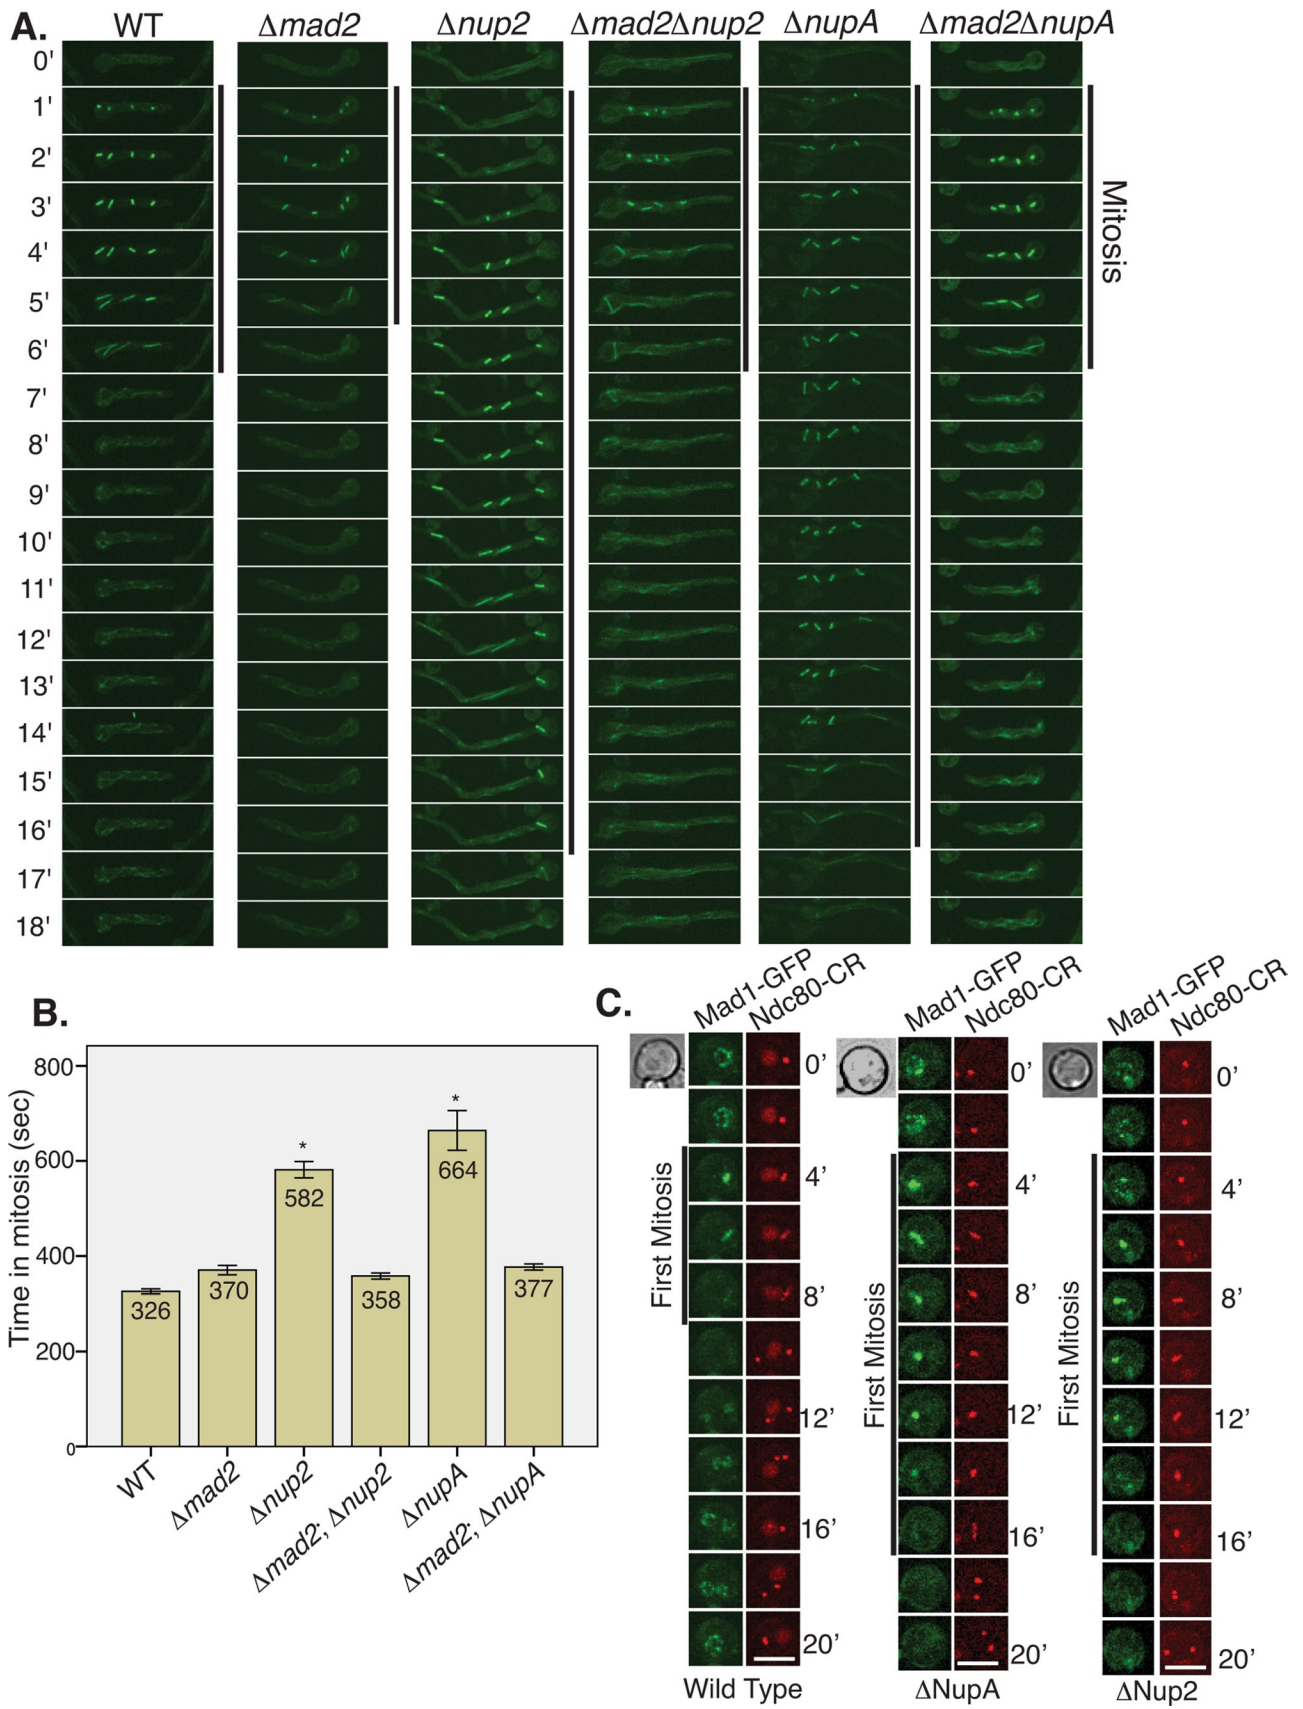 A.
WT
Δmad2
Δnup2
Δmad2Δnup2
ΔnupA
Δmad2ΔnupA
0'
1'
2'
3'
4'
5'
6'
7'
8'
9'
10'
11'
12'
13'
14'
15'
16'
17'
18'
Mitosis
B.
Time in mitosis (sec)
800
600
400
200
0
326
370
*
582
358
*
664
377
WT
Δmad2
Δnup2
Δmad2; Δnup2
ΔnupA
Δmad2; ΔnupA
C.
Mad1-GFP
Ndc80-CR
0’
4’
8’
12’
16’
20’
First Mitosis
Wild Type
Mad1-GFP
Ndc80-CR
0’
4’
8’
12’
16’
20’
First Mitosis
ΔNupA
Mad1-GFP
Ndc80-CR
0’
4’
8’
12’
16’
20’
First Mitosis
ΔNup2